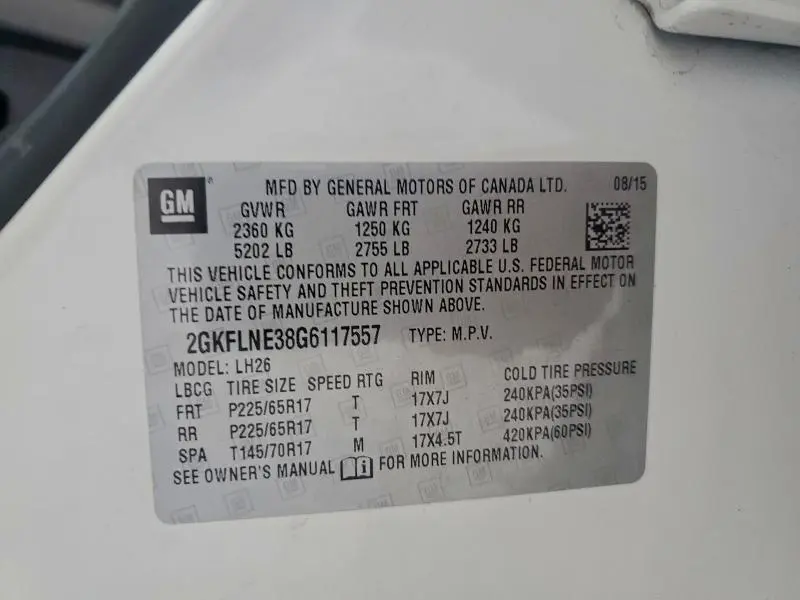 GM
MFD BY GENERAL MOTORS OF CANADA LTD. 08/15
GVWR GAWR FRT GAWR RR
2360 KG 1250 KG 1240 KG
5202 LB 2755 LB 2733 LB
THIS VEHICLE CONFORMS TO ALL APPLICABLE U.S. FEDERAL MOTOR
VEHICLE SAFETY AND THEFT PREVENTION STANDARDS IN EFFECT ON
THE DATE OF MANUFACTURE SHOWN ABOVE.
2GKFLNE38G6117557 TYPE: M.P.V.
MODEL: LH26
LBCG TIRE SIZE SPEED RTG RIM COLD TIRE PRESSURE
FRT P225/65R17 T 17X7J 240KPA(35PSI)
RR P225/65R17 T 17X7J 240KPA(35PSI)
SPA T145/70R17 M 17X4.5T 420KPA(60PSI)
SEE OWNER'S MANUAL FOR MORE INFORMATION.